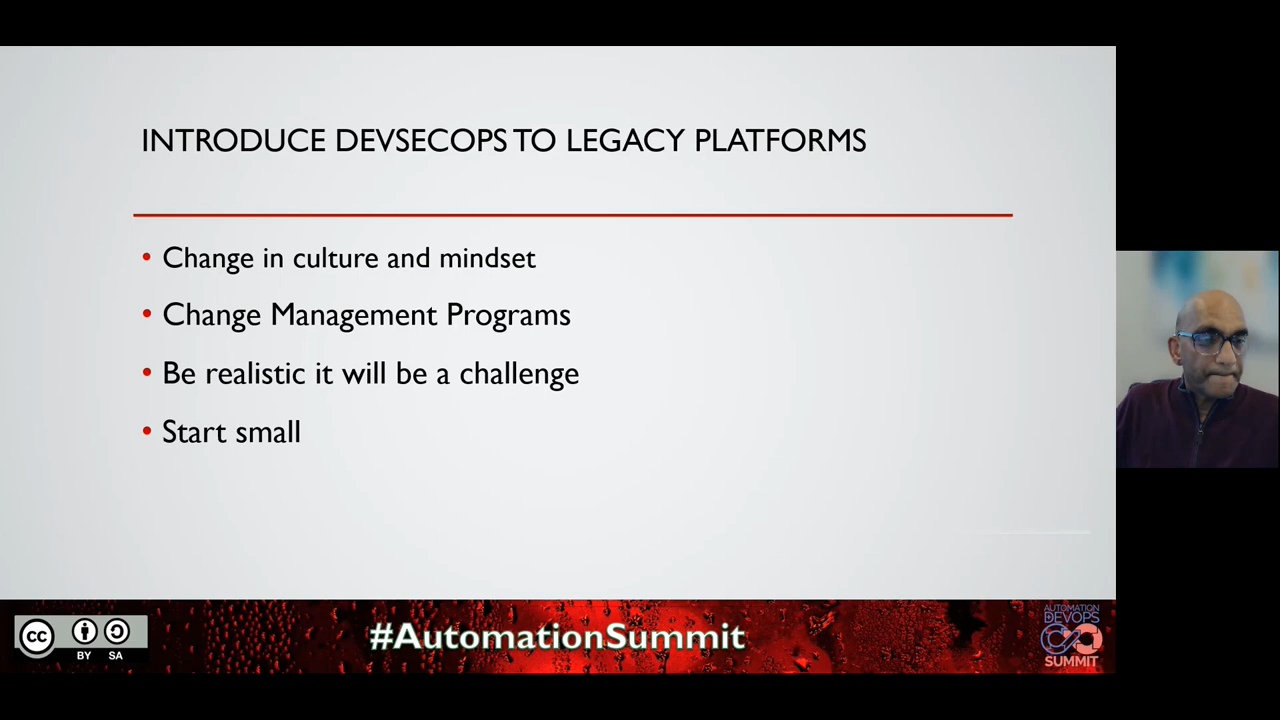 INTRODUCE DEVSECOPS TO LEGACY PLATFORMS
• Change in culture and mindset
• Change Management Programs
• Be realistic it will be a challenge
• Start small
cc
BY SA
#AutomationSummit
AUTOMATION
DEVOPS
SUMMIT